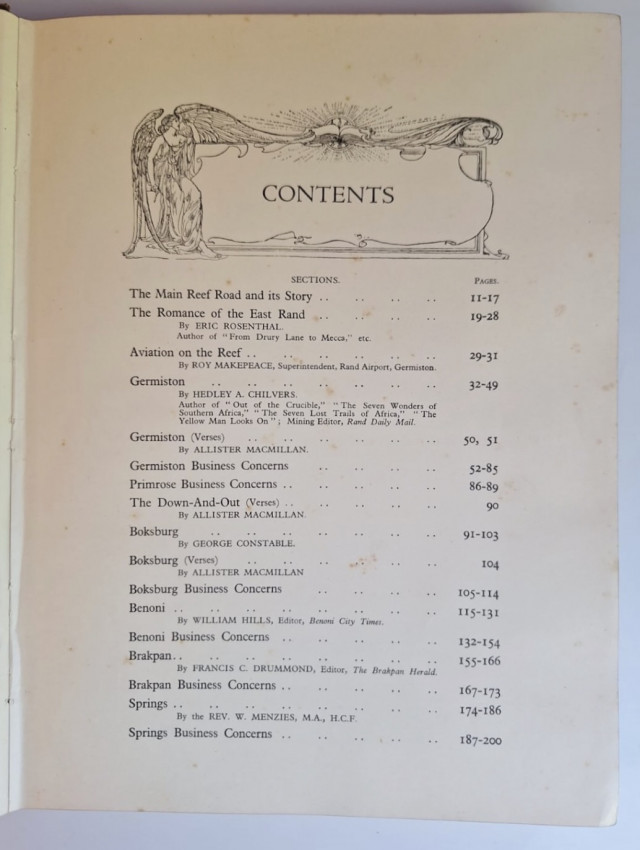 CONTENTS
SECTIONS. PAGES.
The Main Reef Road and its Story .. .. .. .. 11-17
The Romance of the East Rand .. .. .. .. 19-28
By ERIC ROSENTHAL.
Author of "From Drury Lane to Mecca," etc.
Aviation on the Reef .. .. .. .. .. .. 29-31
By ROY MAKEPEACE, Superintendent, Rand Airport, Germiston.
Germiston .. .. .. .. .. .. .. 32-49
By HEDLEY A. CHILVERS.
Author of "Out of the Crucible," "The Seven Wonders of
Southern Africa," "The Seven Lost Trails of Africa," "The
Yellow Man Looks On"; Mining Editor, Rand Daily Mail.
Germiston (Verses) .. .. .. .. .. .. 50, 51
By ALLISTER MACMILLAN.
Germiston Business Concerns .. .. .. .. 52-85
Primrose Business Concerns .. .. .. .. .. 86-89
The Down-And-Out (Verses) .. .. .. .. .. 90
By ALLISTER MACMILLAN.
Boksburg .. .. .. .. .. .. .. 91-103
By GEORGE CONSTABLE.
Boksburg (Verses) .. .. .. .. .. .. 104
By ALLISTER MACMILLAN
Boksburg Business Concerns .. .. .. .. 105-114
Benoni .. .. .. .. .. .. .. .. 115-131
By WILLIAM HILLS, Editor, Benoni City Times.
Benoni Business Concerns .. .. .. .. .. 132-154
Brakpan .. .. .. .. .. .. .. .. 155-166
By FRANCIS C. DRUMMOND, Editor, The Brakpan Herald.
Brakpan Business Concerns .. .. .. .. .. 167-173
Springs .. .. .. .. .. .. .. .. 174-186
By the REV. W. MENZIES, M.A., H.C.F.
Springs Business Concerns .. .. .. .. .. 187-200